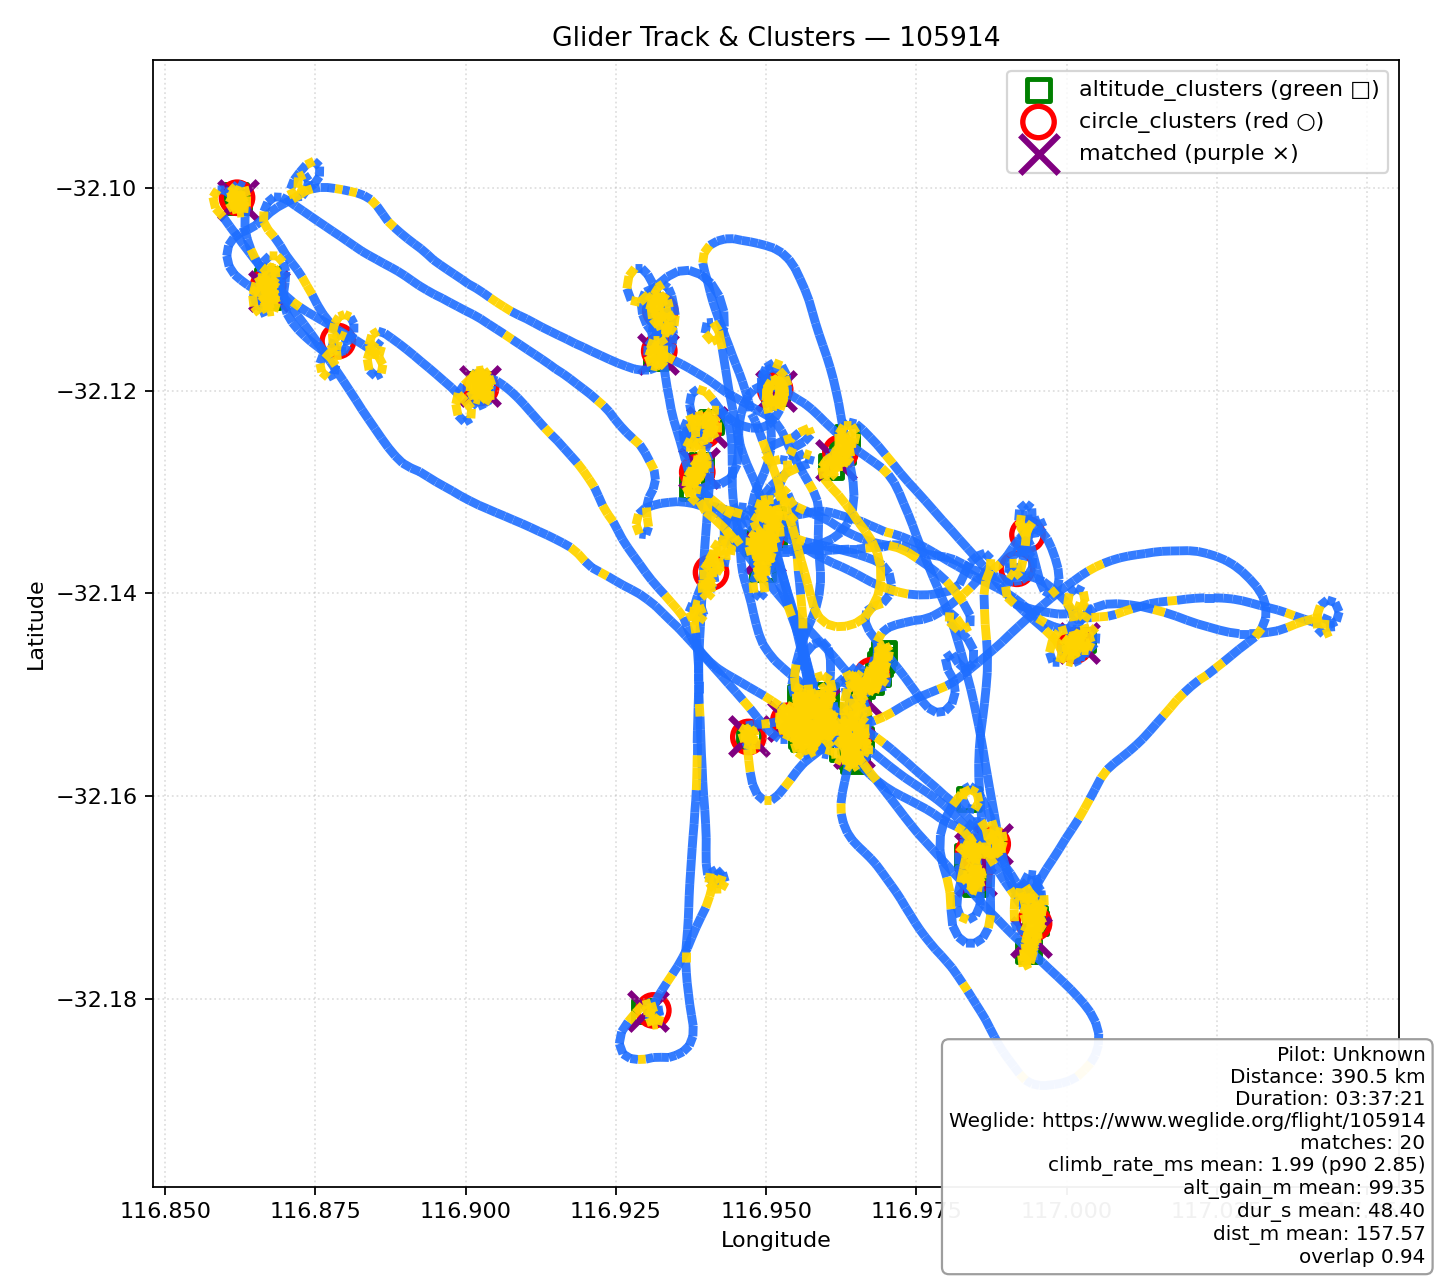 Glider Track & Clusters — 105914
altitude_clusters (green □)
circle_clusters (red ○)
matched (purple ×)
−32.10
−32.12
−32.14
−32.16
−32.18
Latitude
116.850
116.875
116.900
116.925
116.950
116.975
117.000
Longitude
Pilot: Unknown
Distance: 390.5 km
Duration: 03:37:21
Weglide: https://www.weglide.org/flight/105914
matches: 20
climb_rate_ms mean: 1.99 (p90 2.85)
alt_gain_m mean: 99.35
dur_s mean: 48.40
dist_m mean: 157.57
overlap 0.94